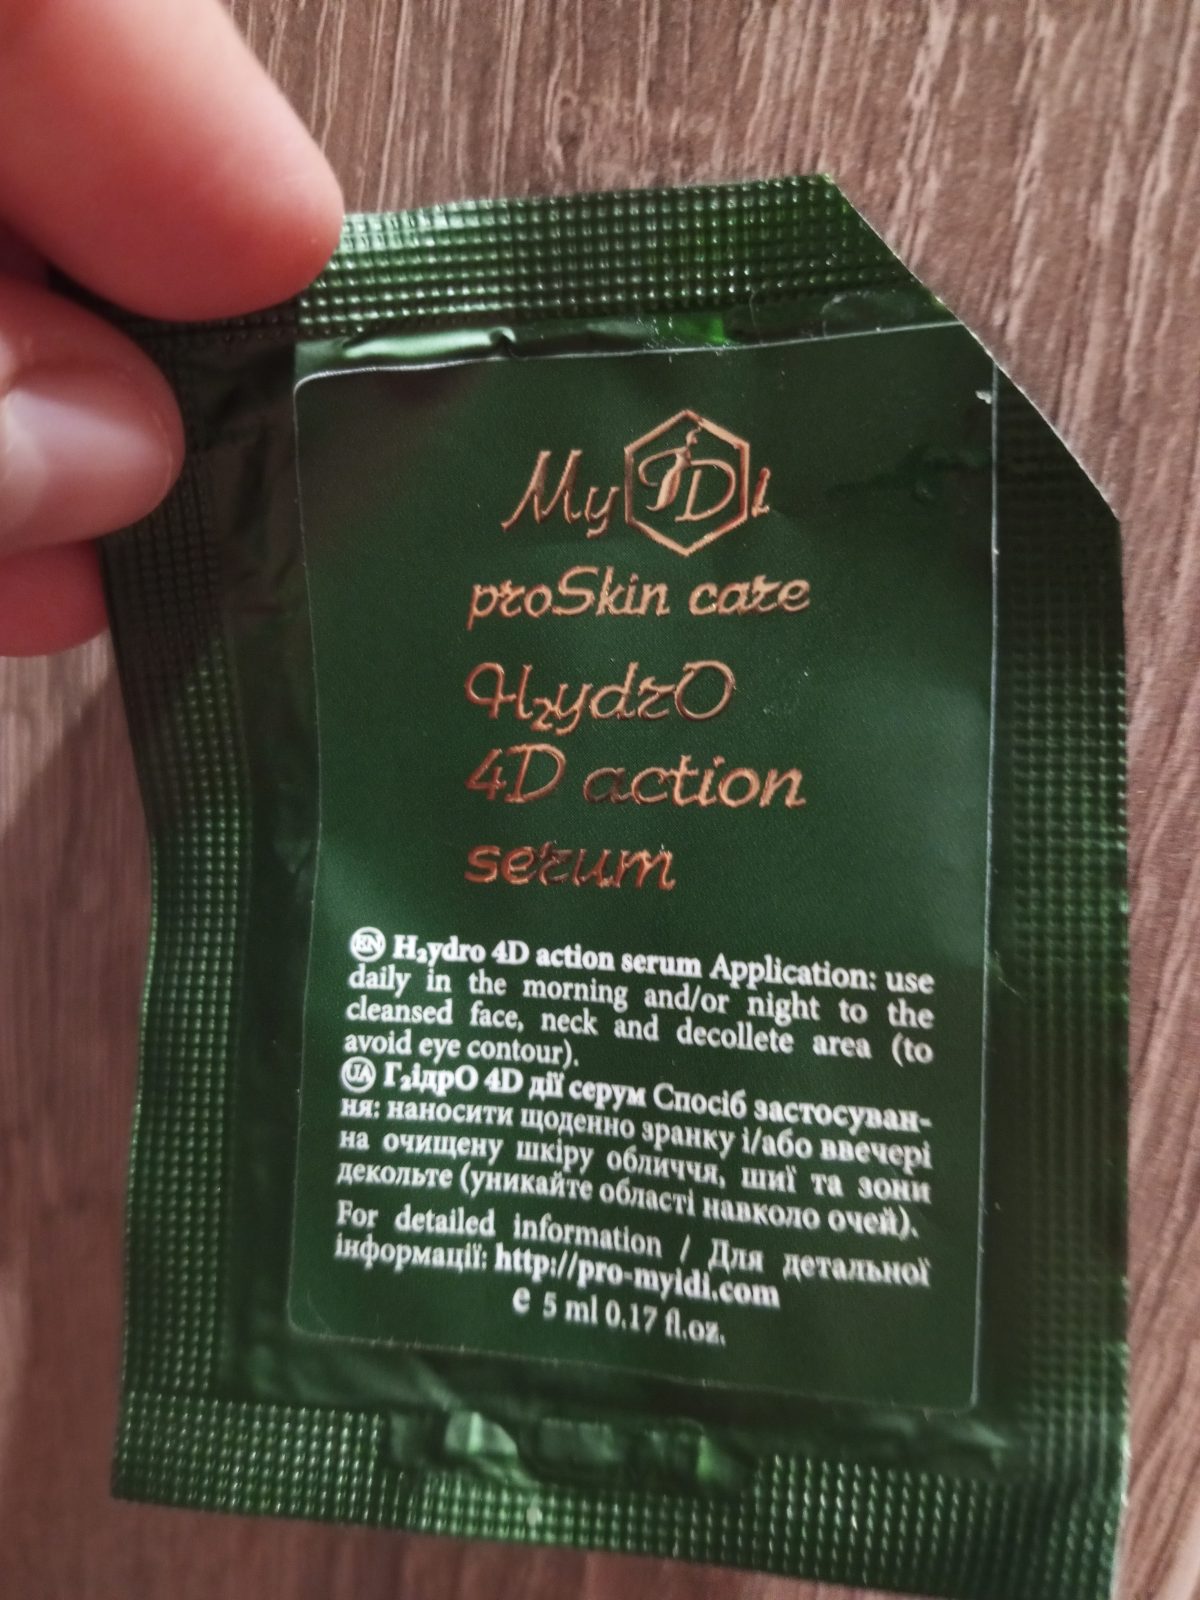 MyIDi
proSkin care
H₂ydrO
4D action
serum
EN H₂ydro 4D action serum Application: use
daily in the morning and/or night to the
cleansed face, neck and decollete area (to
avoid eye contour).
UA Г₂ідрО 4D дії серум Спосіб застосуван-
ня: наносити щоденно зранку і/або ввечері
на очищену шкіру обличчя, шиї та зони
декольте (уникайте області навколо очей).
For detailed information / Для детальної
інформації: http://pro-myidi.com
e 5 ml 0.17 fl.oz.